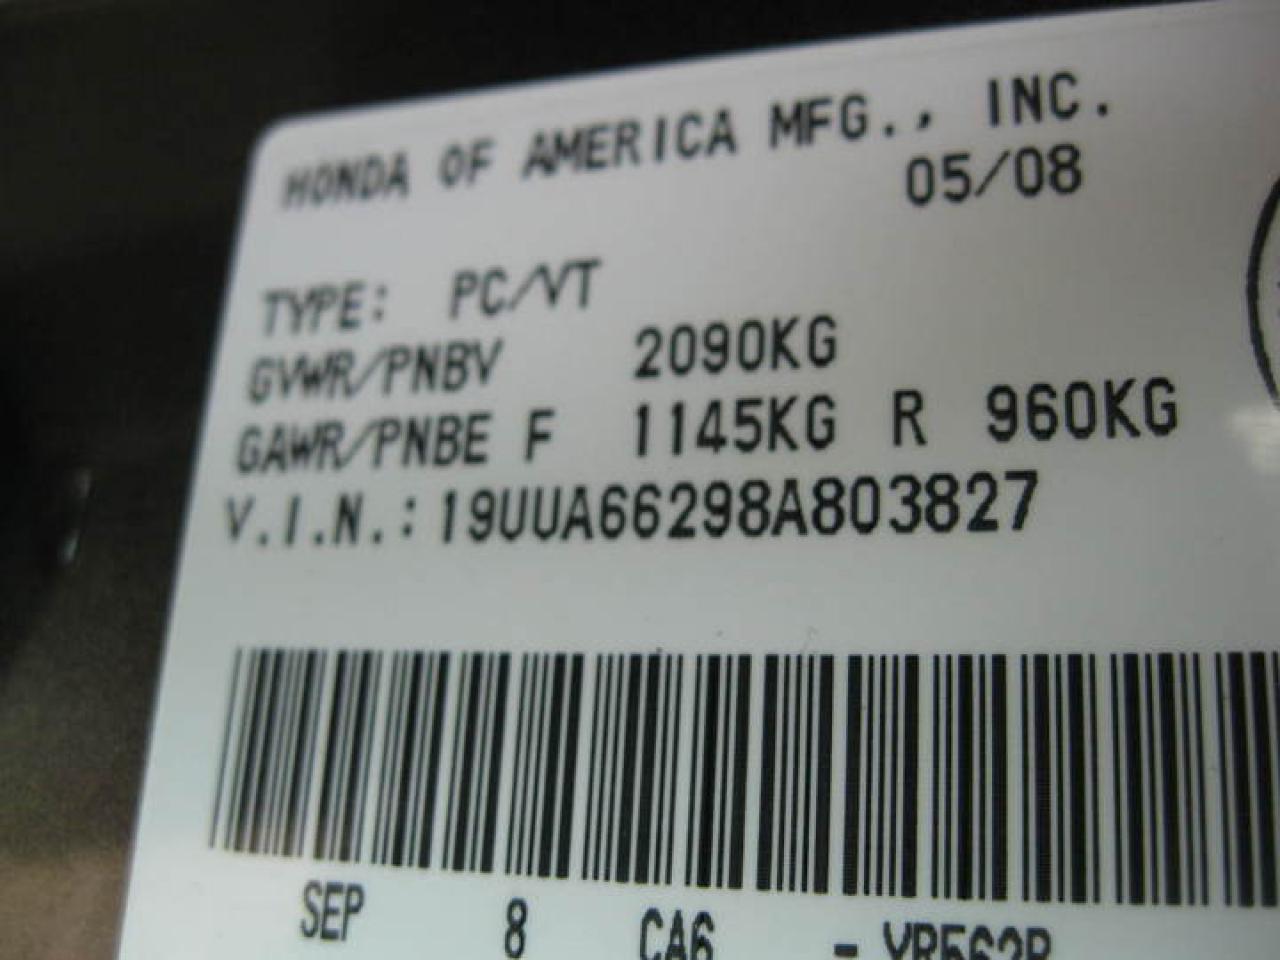 HONDA OF AMERICA MFG., INC.
05/08
TYPE: PC/VT
GVWR/PNBV 2090KG
GAWR/PNBE F 1145KG R 960KG
V.I.N.: 19UUA66298A803827
SEP 8 CA6 -